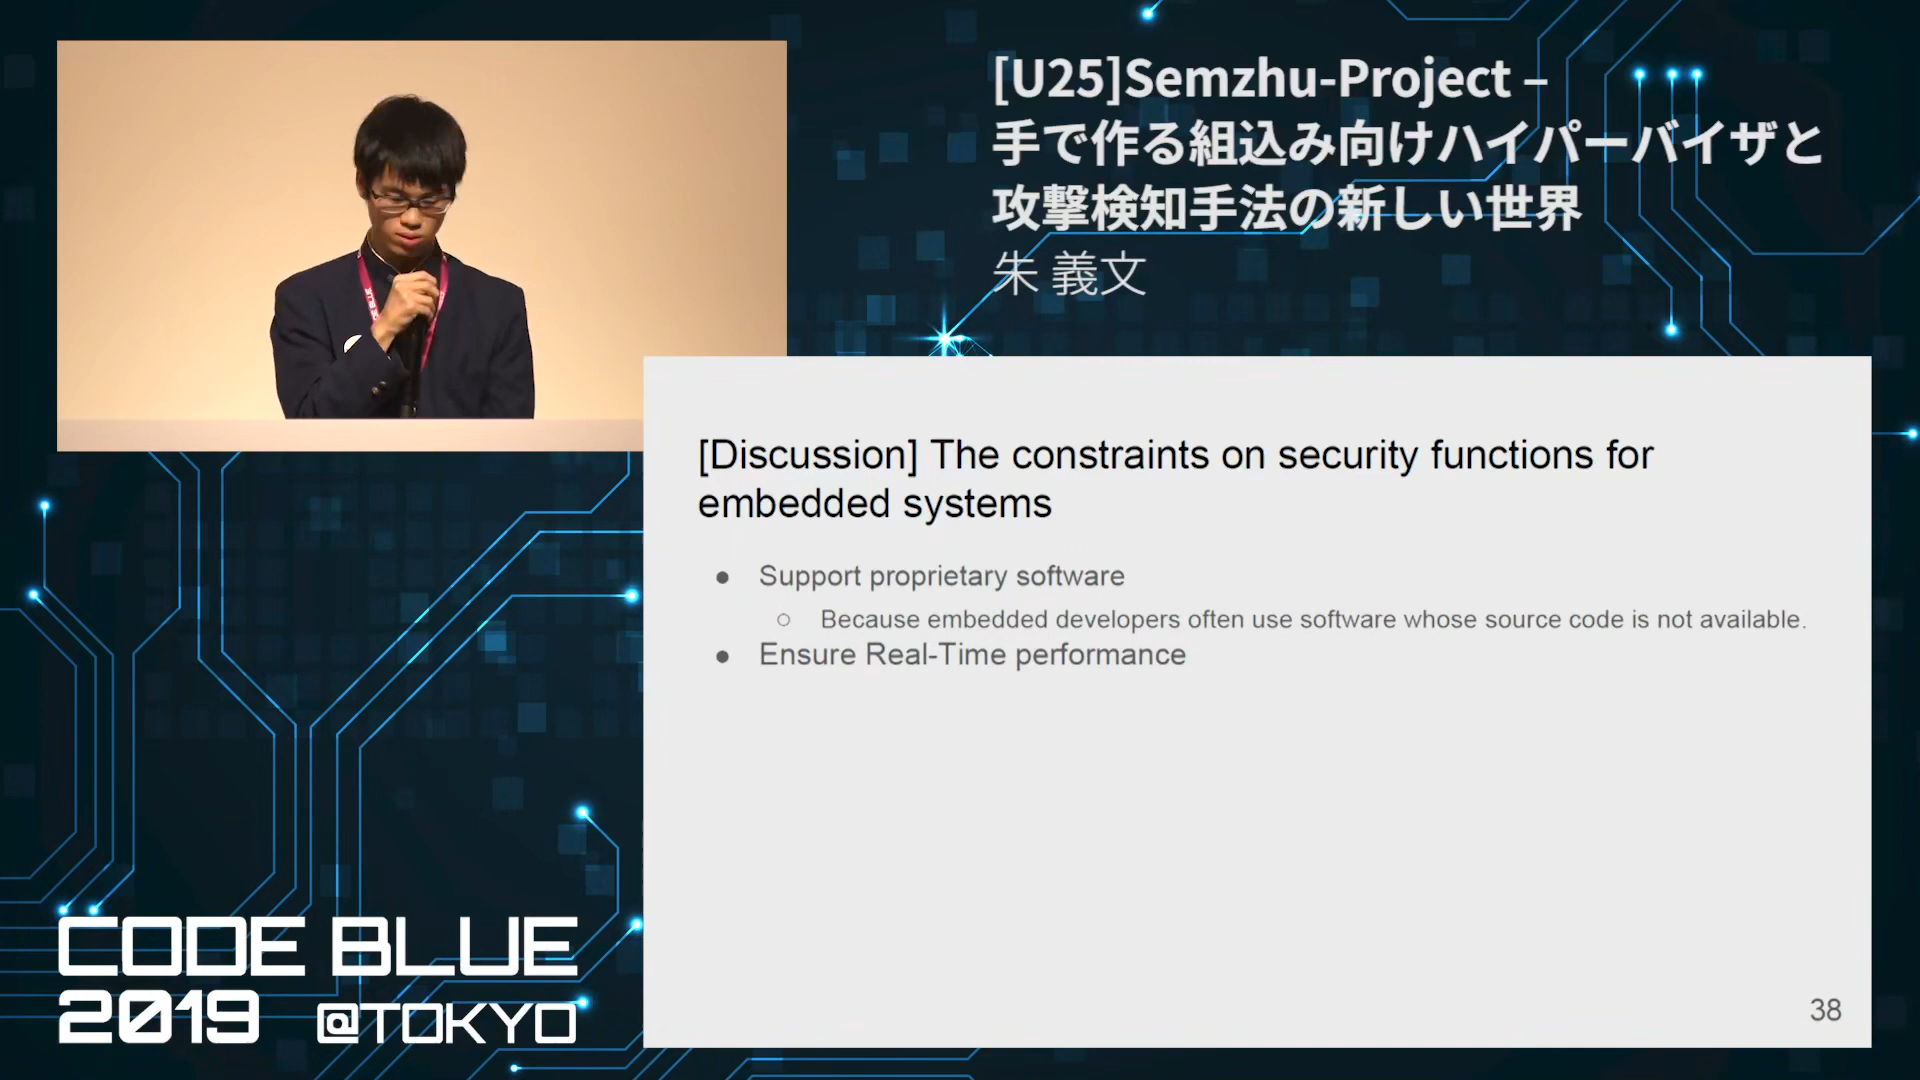 [U25]Semzhu-Project –
手で作る組込み向けハイパーバイザと
攻撃検知手法の新しい世界
朱 義文
[Discussion] The constraints on security functions for
embedded systems
● Support proprietary software
○ Because embedded developers often use software whose source code is not available.
● Ensure Real-Time performance
38
CODE BLUE
2019 @TOKYO